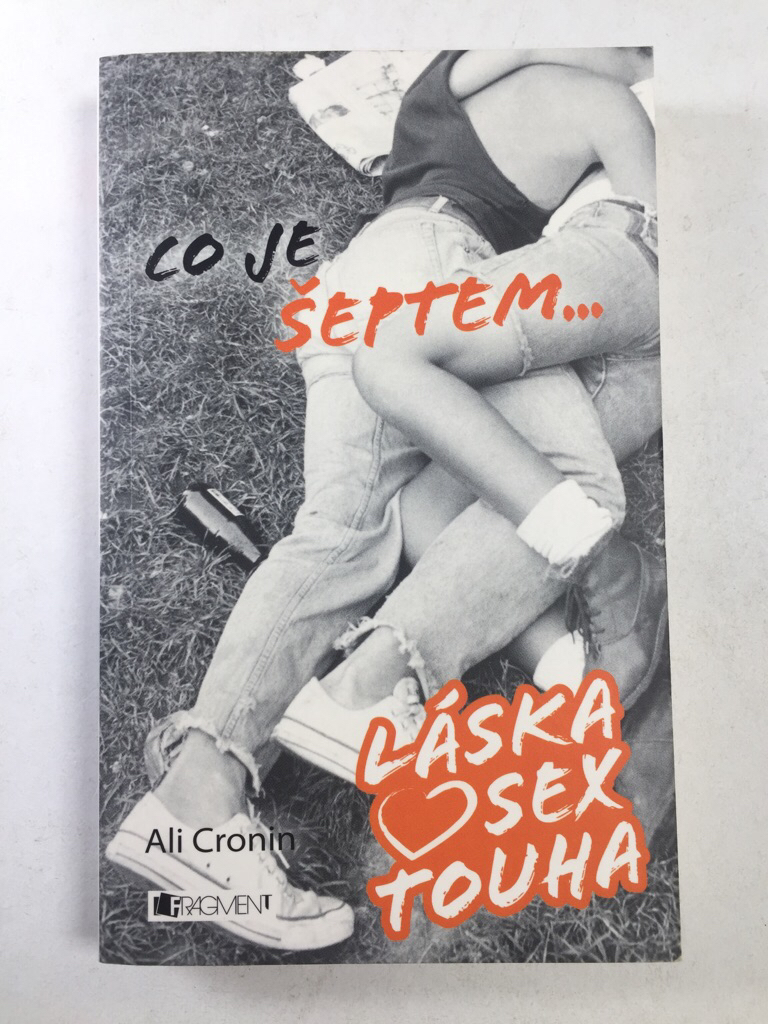 CO JE
ŠEPTEM...
LÁSKA
SEX
TOUHA
Ali Cronin
FRAGMENT